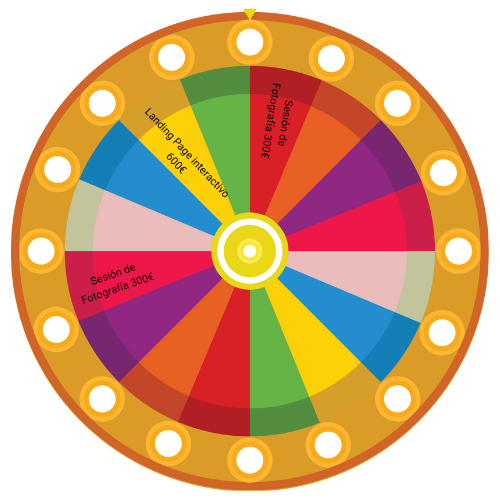 Sesión de
Fotografía 300€
Landing Page interactivo
600€
Sesión de
Fotografía 300€